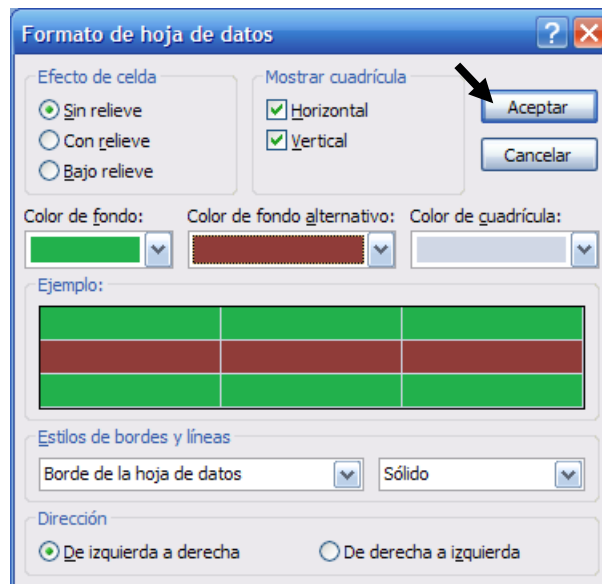 Formato de hoja de datos
Efecto de celda
Sin relieve
Con relieve
Bajo relieve
Mostrar cuadrícula
Horizontal
Vertical
Aceptar
Cancelar
Color de fondo:
Color de fondo alternativo:
Color de cuadrícula:
Ejemplo:
Estilos de bordes y líneas
Borde de la hoja de datos
Sólido
Dirección
De izquierda a derecha
De derecha a izquierda